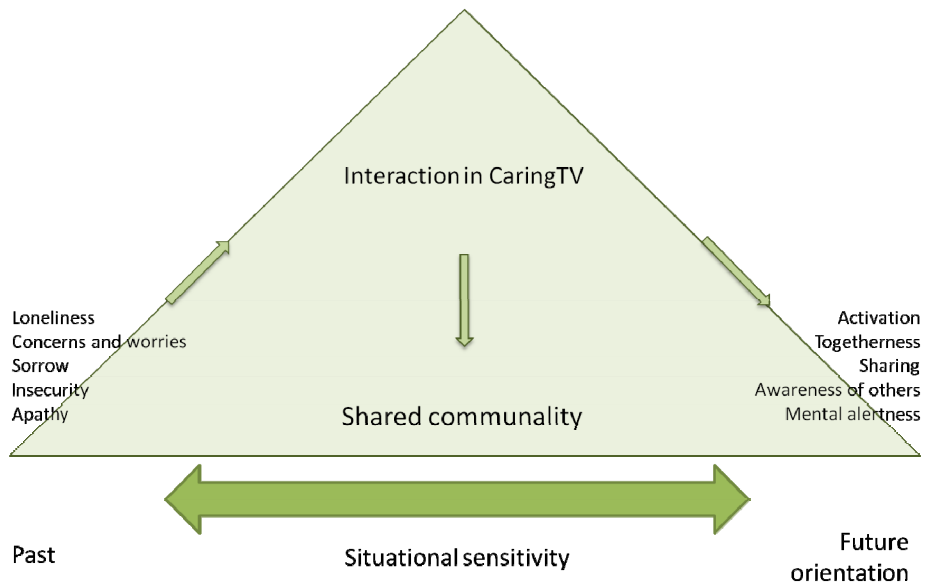 Interaction in CaringTV
Loneliness
Concerns and worries
Sorrow
Insecurity
Apathy
Activation
Togetherness
Sharing
Awareness of others
Mental alertness
Shared communality
Past
Situational sensitivity
Future
orientation